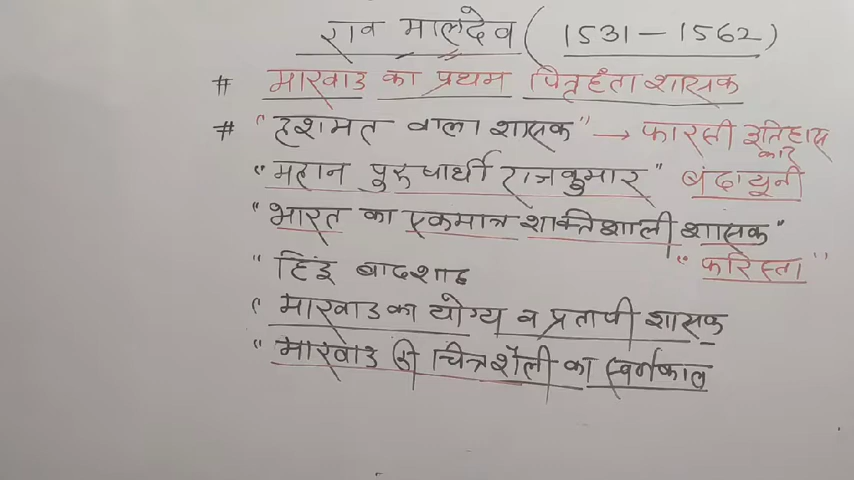 राव मालदेव (1531 - 1562)
# मारवाड का प्रथम पितृहंता शासक
# "हशमत वाला शासक" → फारसी इतिहासकार
"महान पुरुषार्थी राजकुमार" बंदायूनी
"भारत का एकमात्र शक्तिशाली शासक"
"फरिस्ता"
"हिंदू बादशाह
"मारवाड का योग्य व प्रतापी शासक
"मारवाड की चित्रशैली का स्वर्णकाल